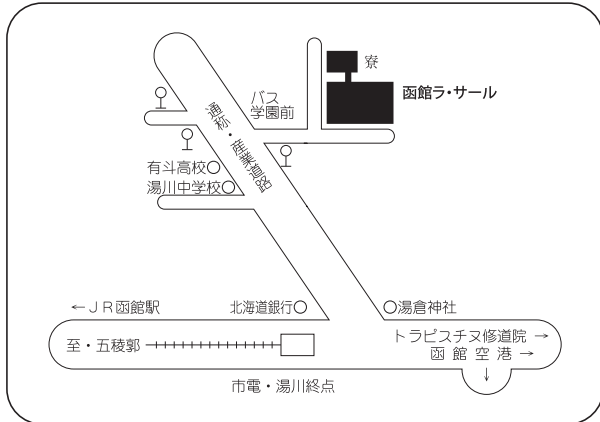 寮
函館ラ・サール
バス
学園前
通称・産業道路
有斗高校
湯川中学校
←ＪＲ函館駅
北海道銀行
湯倉神社
至・五稜郭
トラピスチヌ修道院 →
函館空港 →
↓
市電・湯川終点